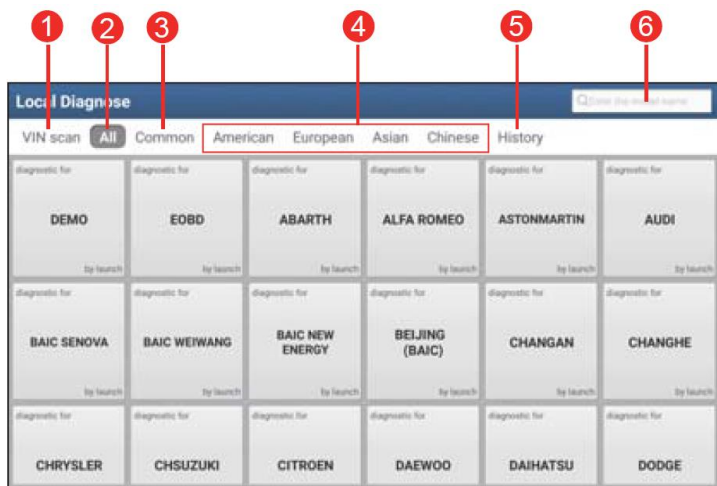 1 2 3 4 5 6
Local Diagnose
Enter the model name
VIN scan All Common American European Asian Chinese History
diagnostic for diagnostic for diagnostic for diagnostic for diagnostic for diagnostic for
DEMO EOBD ABARTH ALFA ROMEO ASTONMARTIN AUDI
by launch by launch by launch by launch by launch by launch
diagnostic for diagnostic for diagnostic for diagnostic for diagnostic for diagnostic for
BAIC SENOVA BAIC WEIWANG BAIC NEW ENERGY BEIJING (BAIC) CHANGAN CHANGHE
by launch by launch by launch by launch by launch by launch
diagnostic for diagnostic for diagnostic for diagnostic for diagnostic for diagnostic for
CHRYSLER CHSUZUKI CITROEN DAEWOO DAIHATSU DODGE